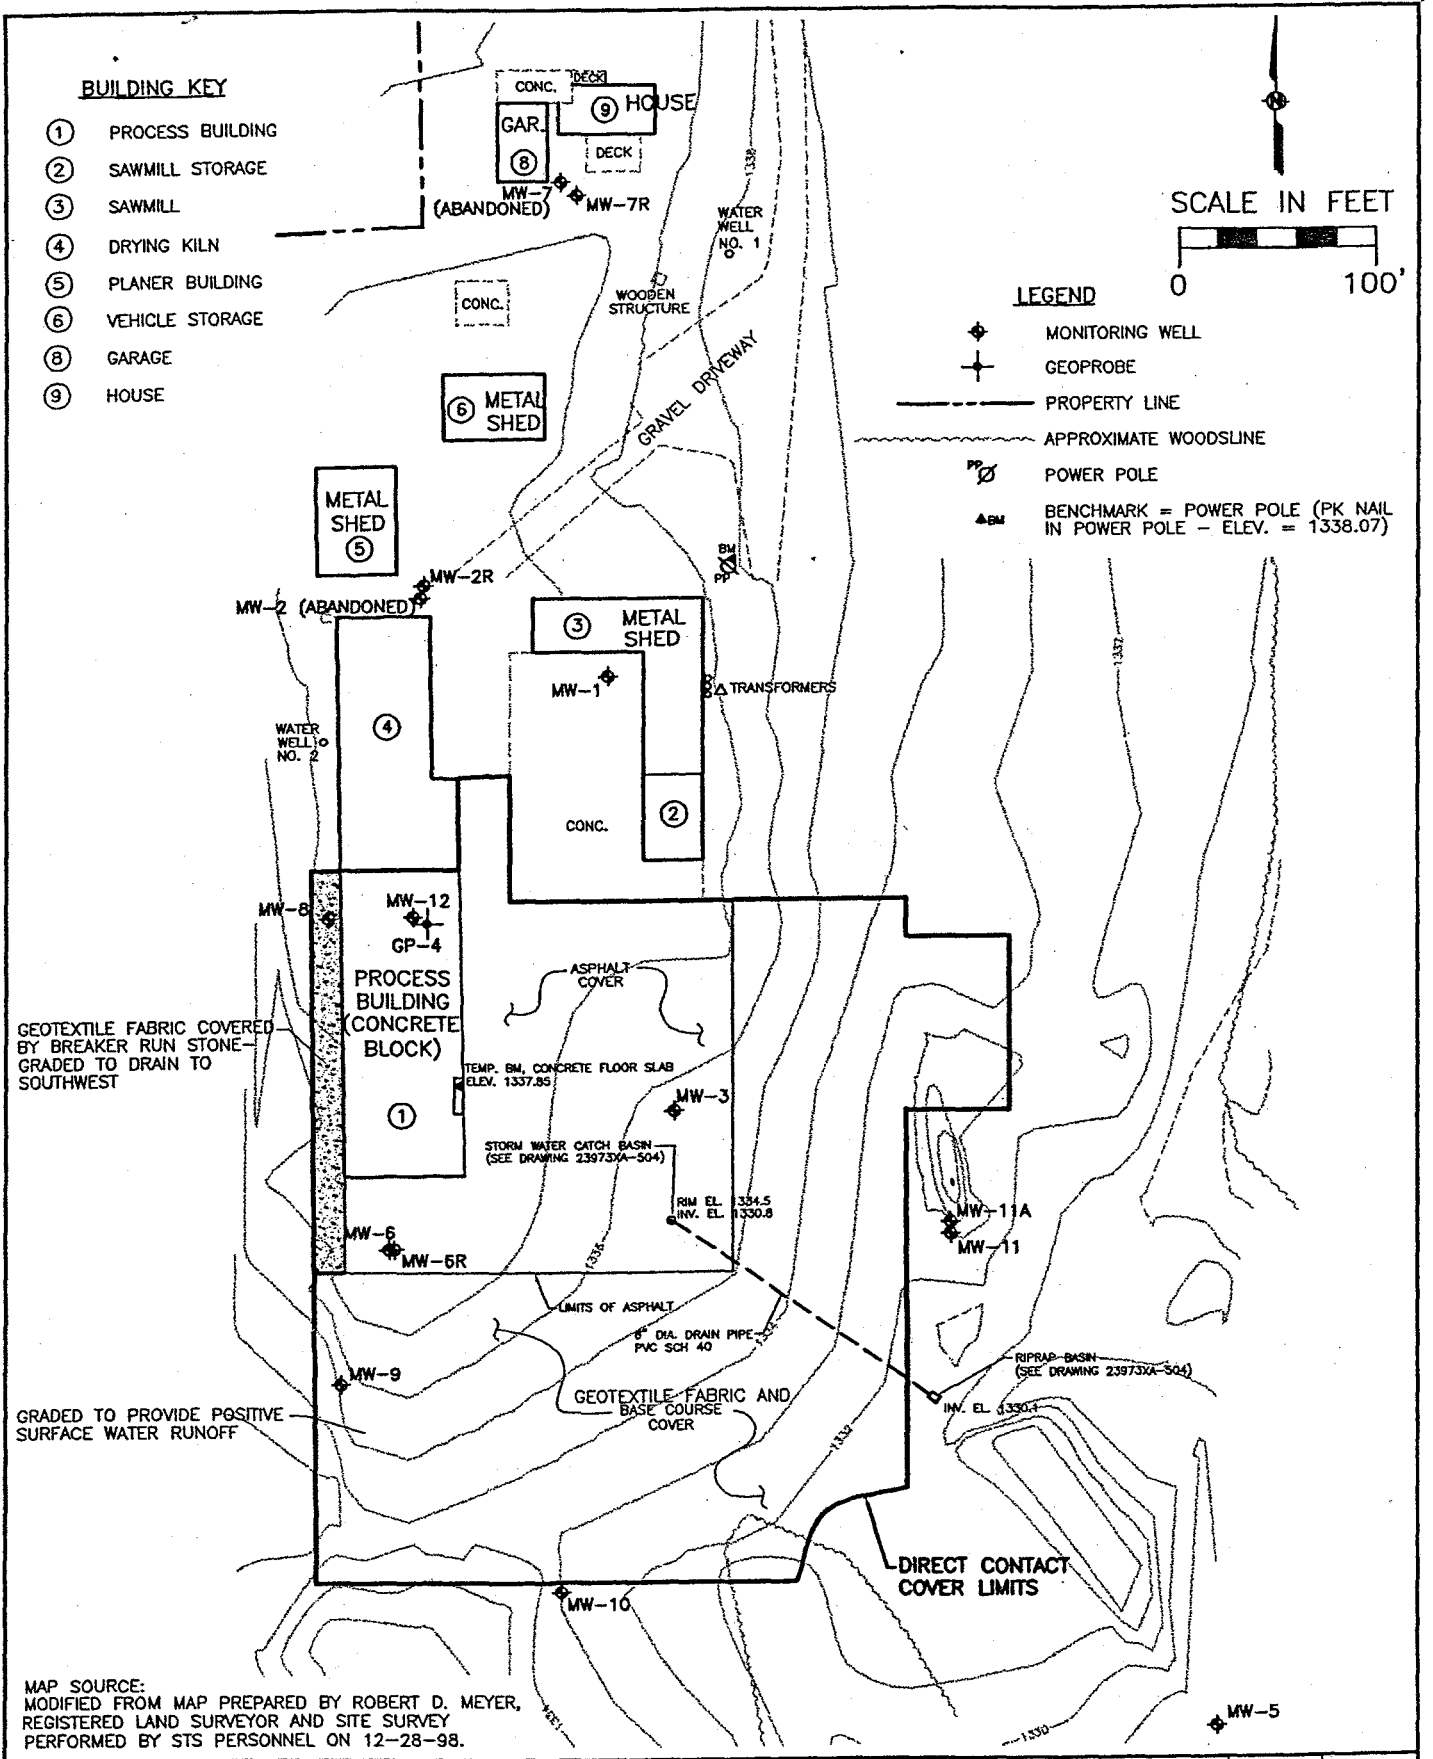 BUILDING KEY
1 PROCESS BUILDING
2 SAWMILL STORAGE
3 SAWMILL
4 DRYING KILN
5 PLANER BUILDING
6 VEHICLE STORAGE
8 GARAGE
9 HOUSE
CONC.
DECK
9 HOUSE
GAR.
8
DECK
MW-7
(ABANDONED)
MW-7R
1338
WATER
WELL
NO. 1
WOODEN
STRUCTURE
CONC.
GRAVEL DRIVEWAY
N
SCALE IN FEET
0 100'
LEGEND
MONITORING WELL
GEOPROBE
PROPERTY LINE
APPROXIMATE WOODSLINE
PP POWER POLE
BM BENCHMARK = POWER POLE (PK NAIL
IN POWER POLE - ELEV. = 1338.07)
6 METAL
SHED
METAL
SHED
5
MW-2R
MW-2 (ABANDONED)
BM
PP
3 METAL
SHED
MW-1
TRANSFORMERS
1332
4
WATER
WELL
NO. 2
CONC.
2
MW-8
MW-12
GP-4
PROCESS
BUILDING
(CONCRETE
BLOCK)
1
ASPHALT
COVER
GEOTEXTILE FABRIC COVERED
BY BREAKER RUN STONE-
GRADED TO DRAIN TO
SOUTHWEST
TEMP. BM, CONCRETE FLOOR SLAB
ELEV. 1337.85
MW-3
STORM WATER CATCH BASIN
(SEE DRAWING 23973XA-504)
RIM EL. 1334.5
INV. EL. 1330.8
MW-11A
MW-11
MW-6
MW-6R
1335
LIMITS OF ASPHALT
6" DIA. DRAIN PIPE
PVC SCH 40
RIPRAP BASIN
(SEE DRAWING 23973XA-504)
INV. EL. 1330.1
MW-9
GEOTEXTILE FABRIC AND
BASE COURSE
COVER
GRADED TO PROVIDE POSITIVE
SURFACE WATER RUNOFF
1332
DIRECT CONTACT
COVER LIMITS
MW-10
MAP SOURCE:
MODIFIED FROM MAP PREPARED BY ROBERT D. MEYER,
REGISTERED LAND SURVEYOR AND SITE SURVEY
PERFORMED BY STS PERSONNEL ON 12-28-98.
1330
MW-5